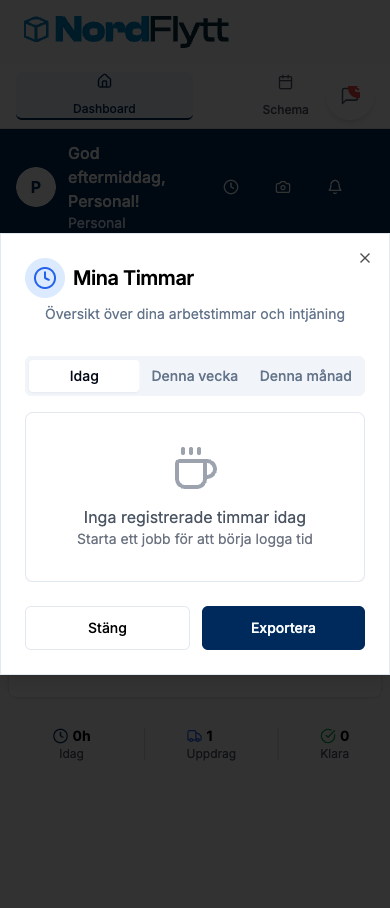 NordFlytt
Dashboard
Schema
P
God
eftermiddag,
Personal!
Personal
Mina Timmar
Översikt över dina arbetstimmar och intjäning
Idag
Denna vecka
Denna månad
Inga registrerade timmar idag
Starta ett jobb för att börja logga tid
Stäng
Exportera
0h
Idag
1
Uppdrag
0
Klara